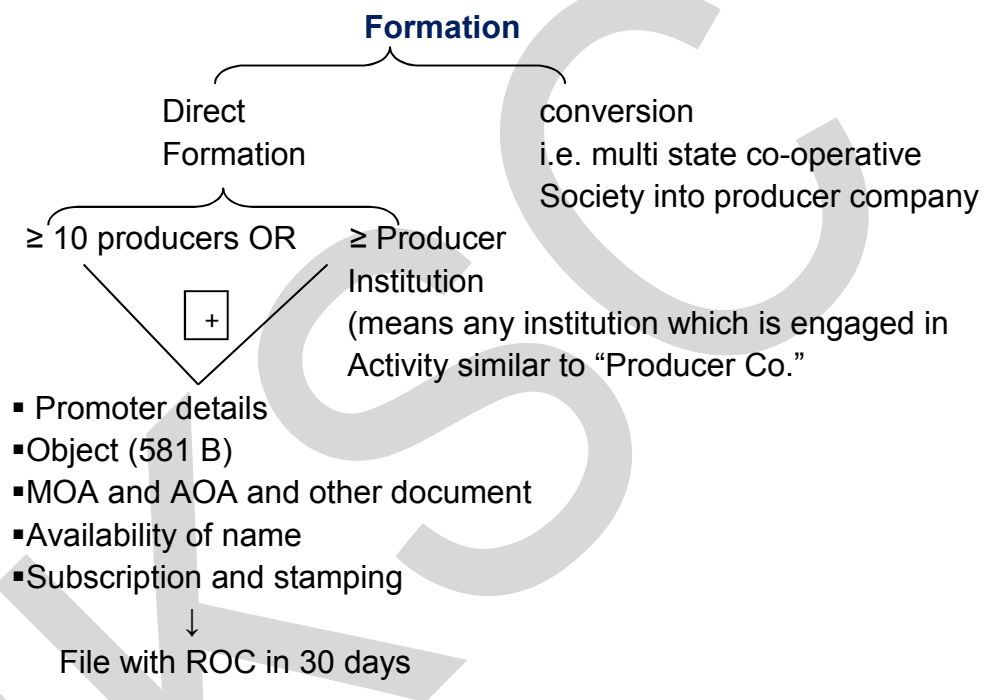 Formation
Direct
Formation
conversion
i.e. multi state co-operative
Society into producer company
≥ 10 producers OR
≥ Producer
Institution
(means any institution which is engaged in
Activity similar to “Producer Co.”
+
▪ Promoter details
▪Object (581 B)
▪MOA and AOA and other document
▪Availability of name
▪Subscription and stamping
↓
File with ROC in 30 days
KSC